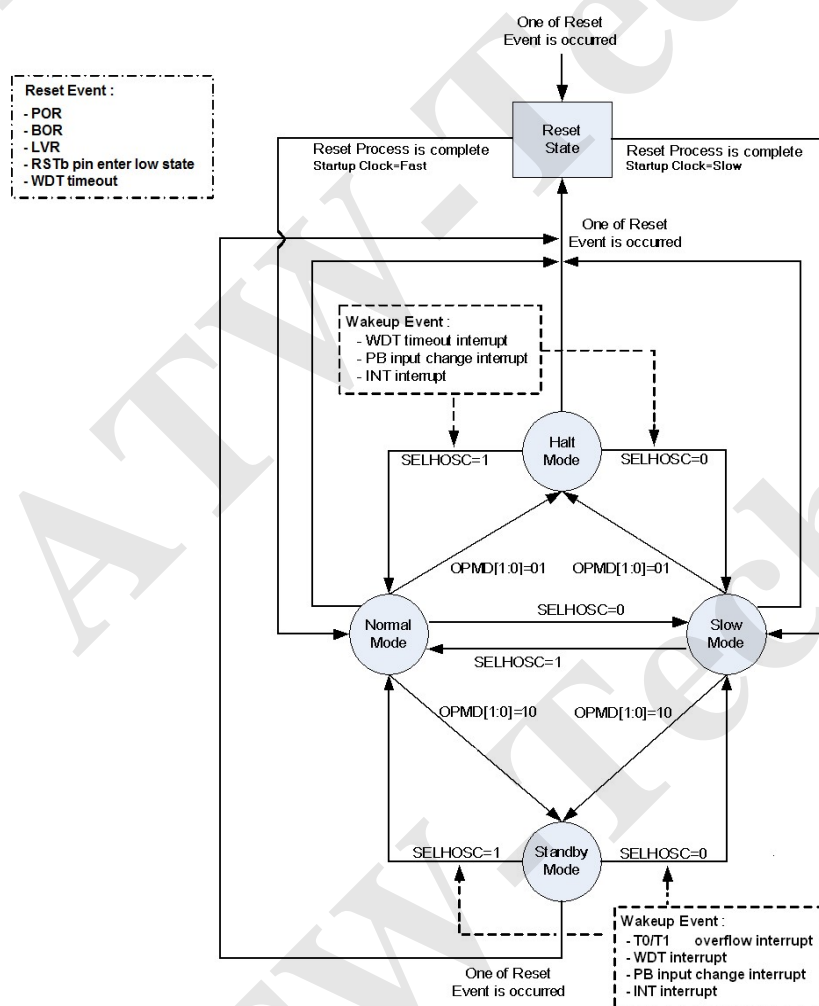 One of Reset
Event is occurred
Reset Event :
- POR
- BOR
- LVR
- RSTb pin enter low state
- WDT timeout
Reset
State
Reset Process is complete
Startup Clock=Fast
Reset Process is complete
Startup Clock=Slow
One of Reset
Event is occurred
Wakeup Event :
- WDT timeout interrupt
- PB input change interrupt
- INT interrupt
Halt
Mode
SELHOSC=1
SELHOSC=0
OPMD[1:0]=01
OPMD[1:0]=01
Normal
Mode
SELHOSC=0
Slow
Mode
SELHOSC=1
OPMD[1:0]=10
OPMD[1:0]=10
SELHOSC=1
Standby
Mode
SELHOSC=0
Wakeup Event :
- T0/T1 overflow interrupt
- WDT interrupt
- PB input change interrupt
- INT interrupt
One of Reset
Event is occurred
ATW-Tech
ATW-Tech